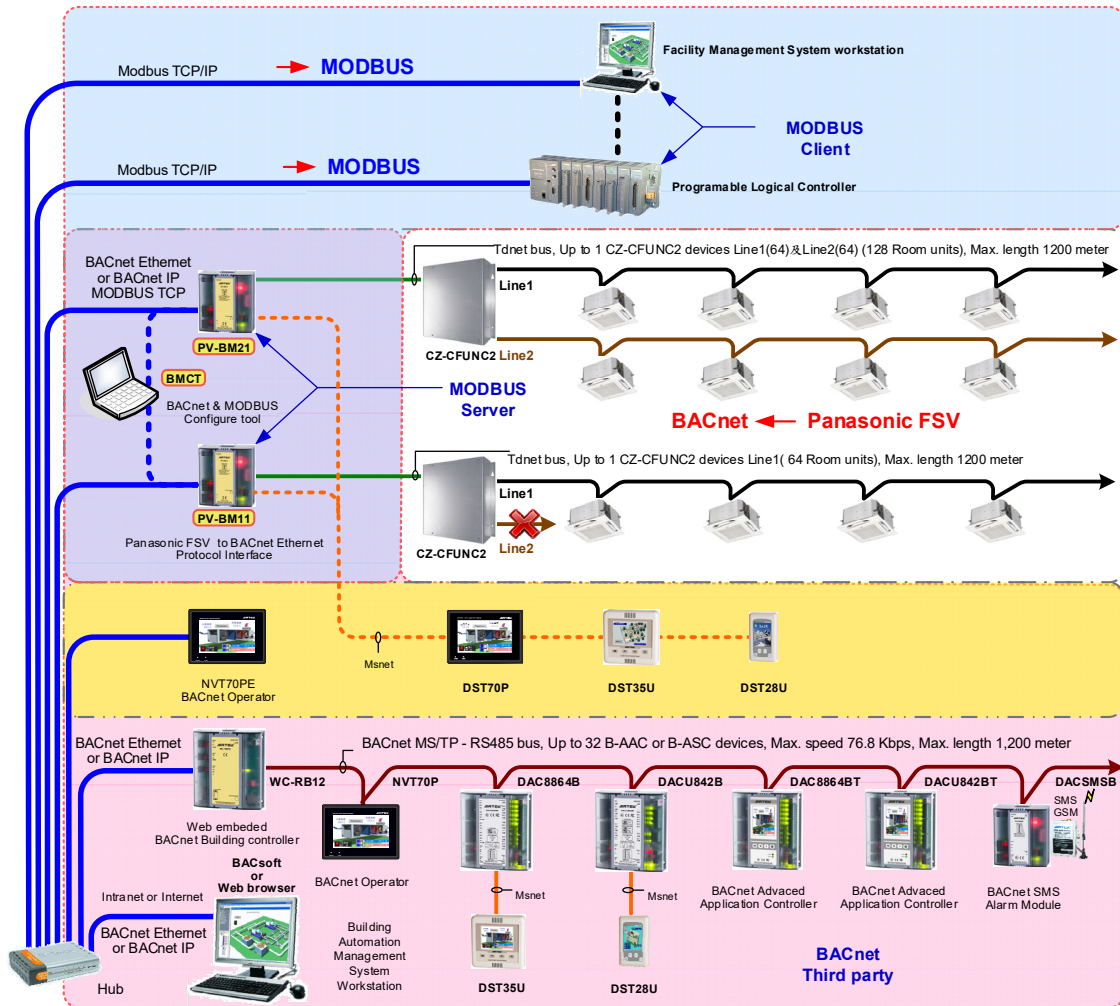 Facility Management System workstation
Modbus TCP/IP
MODBUS
MODBUS
Client
Modbus TCP/IP
MODBUS
Programable Logical Controller
Tdnet bus, Up to 1 CZ-CFUNC2 devices Line1(64)及Line2(64) (128 Room units), Max. length 1200 meter
BACnet Ethernet
or BACnet IP
MODBUS TCP
Line1
PV-BM21
CZ-CFUNC2
Line2
BMCT
MODBUS
Server
BACnet & MODBUS
Configure tool
BACnet
Panasonic FSV
Tdnet bus, Up to 1 CZ-CFUNC2 devices Line1( 64 Room units), Max. length 1200 meter
Line1
PV-BM11
CZ-CFUNC2
Line2
Panasonic FSV to BACnet Ethernet
Protocol Interface
Msnet
NVT70PE
BACnet Operator
DST70P
DST35U
DST28U
BACnet Ethernet
or BACnet IP
BACnet MS/TP - RS485 bus, Up to 32 B-AAC or B-ASC devices, Max. speed 76.8 Kbps, Max. length 1,200 meter
WC-RB12
NVT70P
DAC8864B
DACU842B
DAC8864BT
DACU842BT
DACSMSB
SMS
GSM
Web embeded
BACnet Building controller
BACnet Operator
Msnet
Msnet
BACnet Advaced
Application Controller
BACnet Advaced
Application Controller
BACnet SMS
Alarm Module
BACsoft
or
Web browser
Intranet or Internet
BACnet Ethernet
or BACnet IP
Building
Automation
Management
System
Workstation
DST35U
DST28U
BACnet
Third party
Hub